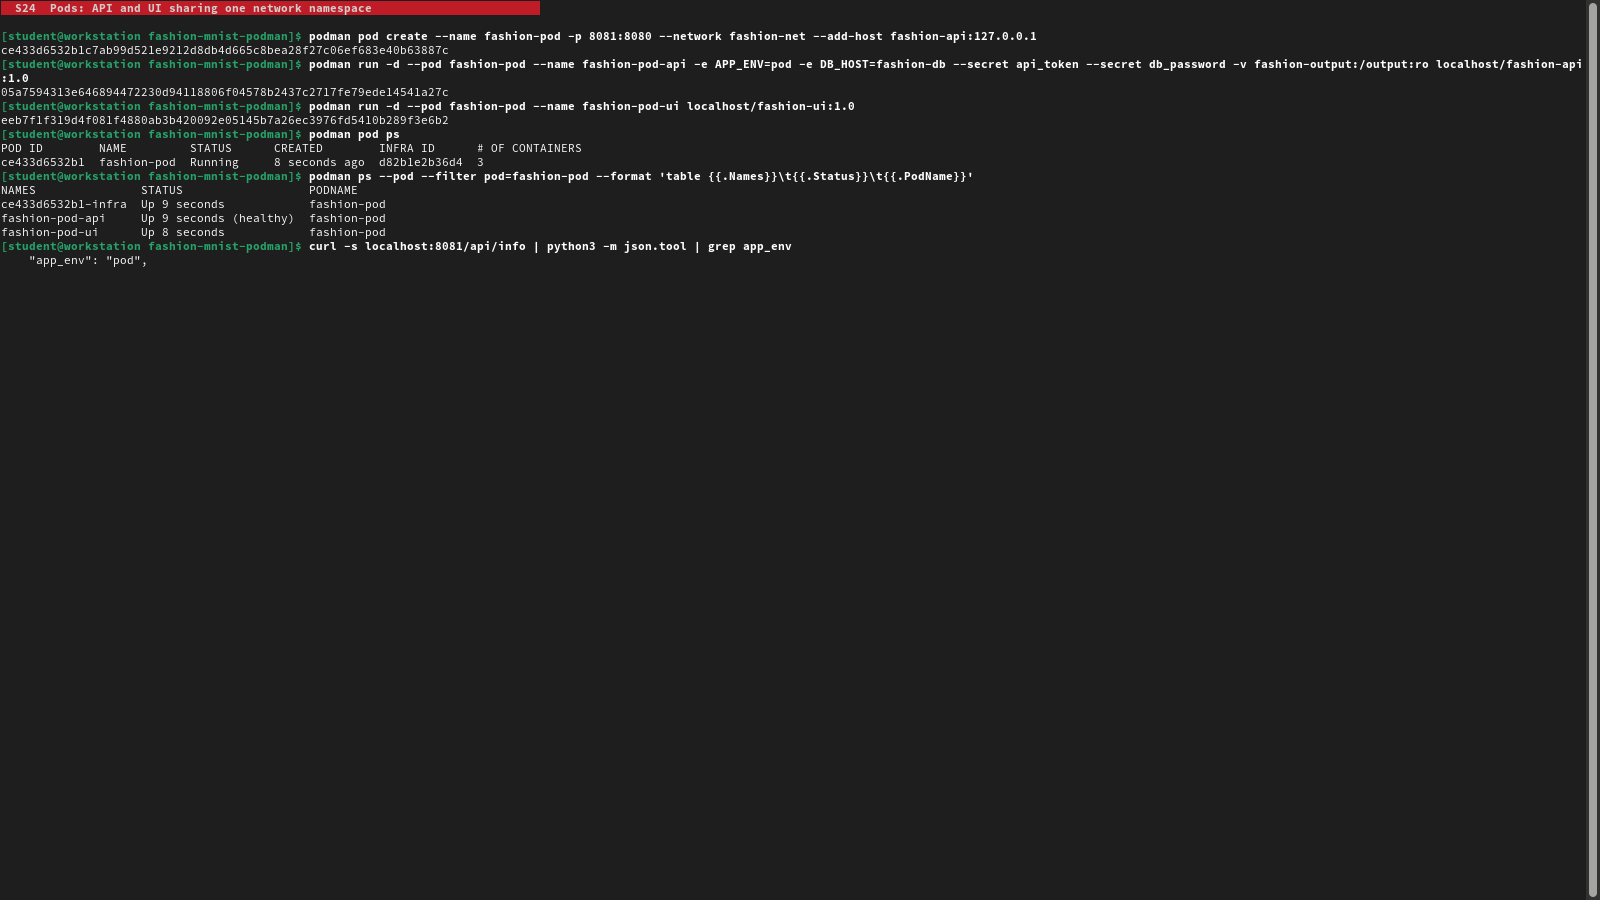 S24  Pods: API and UI sharing one network namespace
[student@workstation fashion-mnist-podman]$ podman pod create --name fashion-pod -p 8081:8080 --network fashion-net --add-host fashion-api:127.0.0.1
ce433d6532b1c7ab99d521e9212d8db4d665c8bea28f27c06ef683e40b63887c
[student@workstation fashion-mnist-podman]$ podman run -d --pod fashion-pod --name fashion-pod-api -e APP_ENV=pod -e DB_HOST=fashion-db --secret api_token --secret db_password -v fashion-output:/output:ro localhost/fashion-api
:1.0
05a7594313e646894472230d94118806f04578b2437c2717fe79ede14541a27c
[student@workstation fashion-mnist-podman]$ podman run -d --pod fashion-pod --name fashion-pod-ui localhost/fashion-ui:1.0
eeb7f1f319d4f081f4880ab3b420092e05145b7a26ec3976fd5410b289f3e6b2
[student@workstation fashion-mnist-podman]$ podman pod ps
POD ID        NAME         STATUS      CREATED        INFRA ID      # OF CONTAINERS
ce433d6532b1  fashion-pod  Running     8 seconds ago  d82b1e2b36d4  3
[student@workstation fashion-mnist-podman]$ podman ps --pod --filter pod=fashion-pod --format 'table {{.Names}}\t{{.Status}}\t{{.PodName}}'
NAMES               STATUS                  PODNAME
ce433d6532b1-infra  Up 9 seconds            fashion-pod
fashion-pod-api     Up 9 seconds (healthy)  fashion-pod
fashion-pod-ui      Up 8 seconds            fashion-pod
[student@workstation fashion-mnist-podman]$ curl -s localhost:8081/api/info | python3 -m json.tool | grep app_env
    "app_env": "pod",